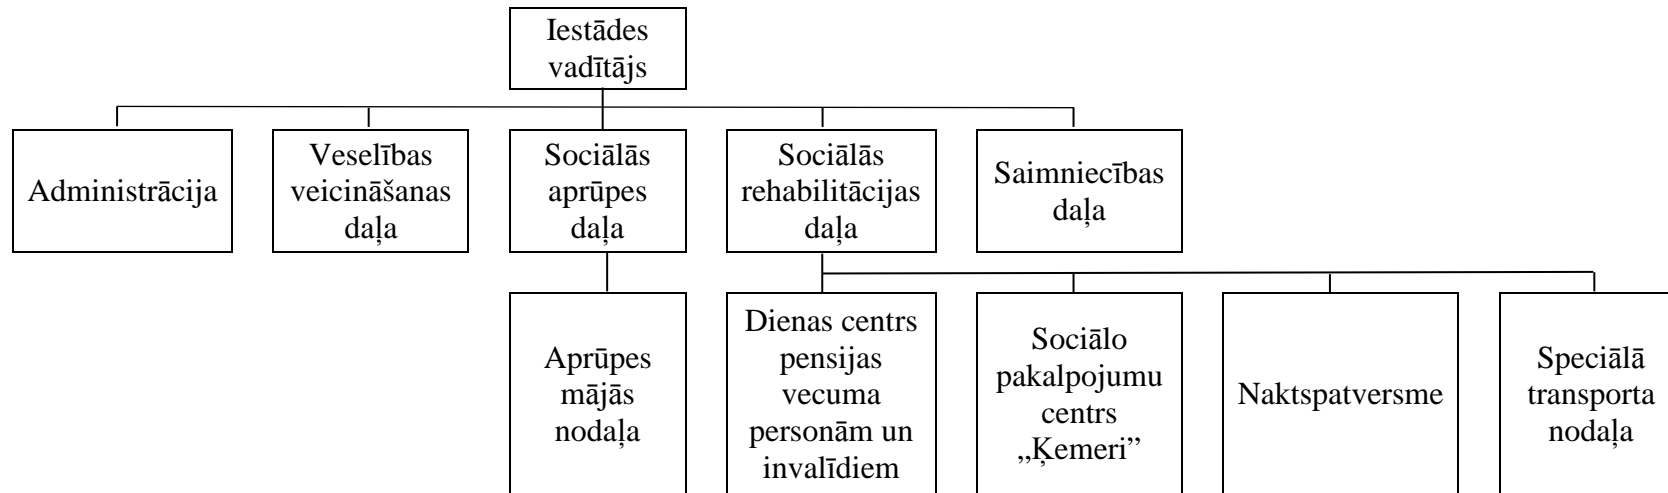 Iestādes
vadītājs
Administrācija
Veselības
veicināšanas
daļa
Sociālās
aprūpes
daļa
Sociālās
rehabilitācijas
daļa
Saimniecības
daļa
Aprūpes
mājās
nodaļa
Dienas centrs
pensijas
vecuma
personām un
invalīdiem
Sociālo
pakalpojumu
centrs
„Ķemeri”
Naktspatversme
Speciālā
transporta
nodaļa